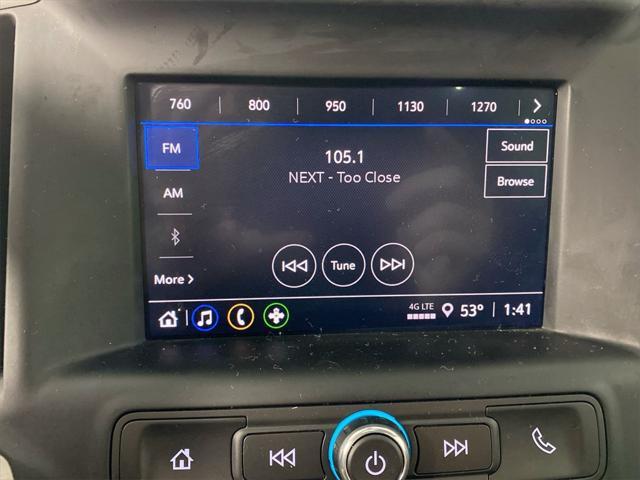 760 800 950 1130 1270
FM
105.1
Sound
NEXT - Too Close
Browse
AM
Tune
More
4G LTE
53° 1:41